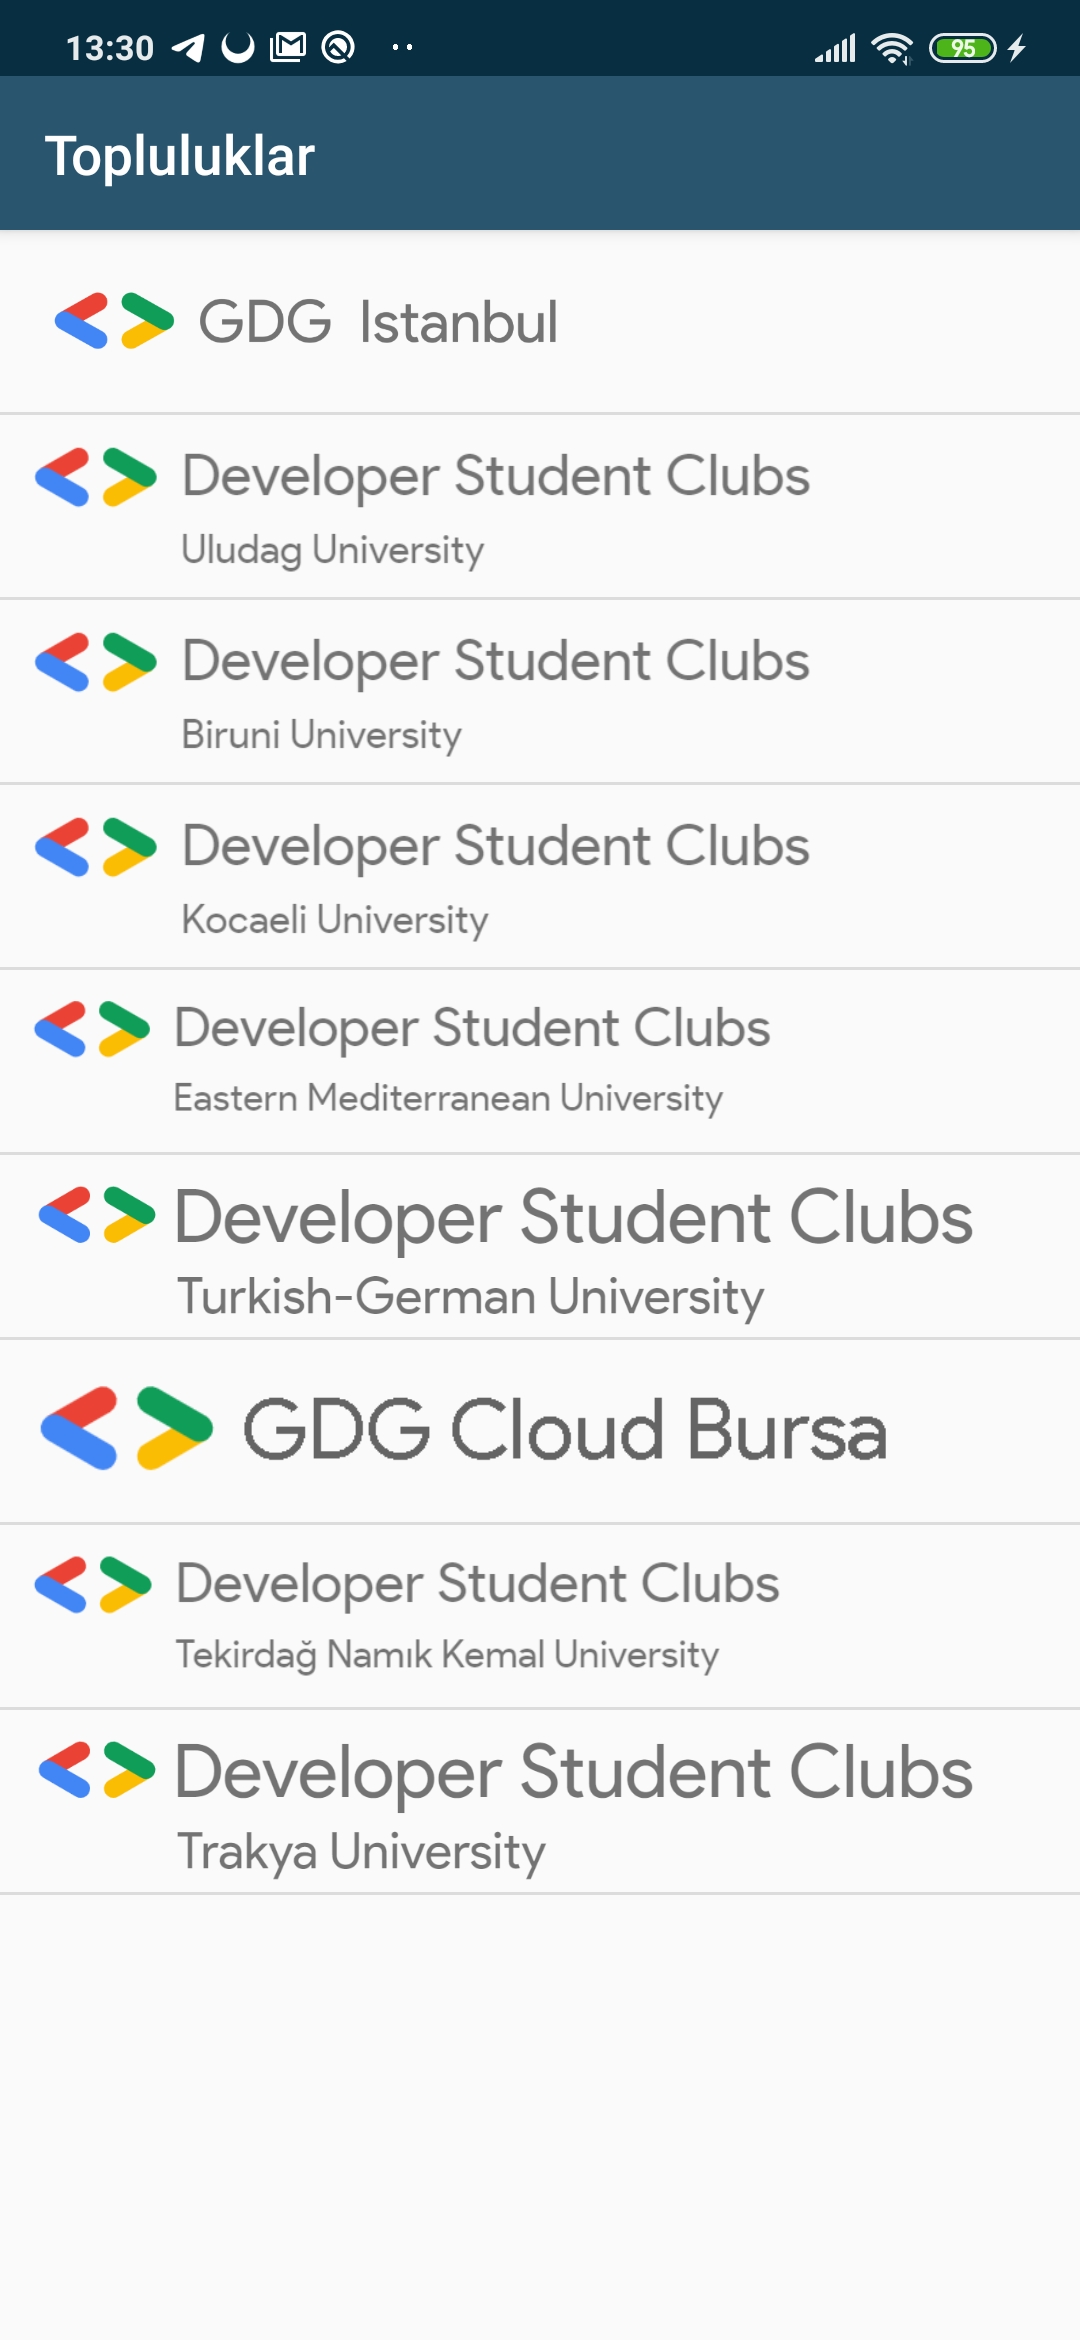 13:30
95
Topluluklar
GDG Istanbul
Developer Student Clubs
Uludag University
Developer Student Clubs
Biruni University
Developer Student Clubs
Kocaeli University
Developer Student Clubs
Eastern Mediterranean University
Developer Student Clubs
Turkish-German University
GDG Cloud Bursa
Developer Student Clubs
Tekirdağ Namık Kemal University
Developer Student Clubs
Trakya University